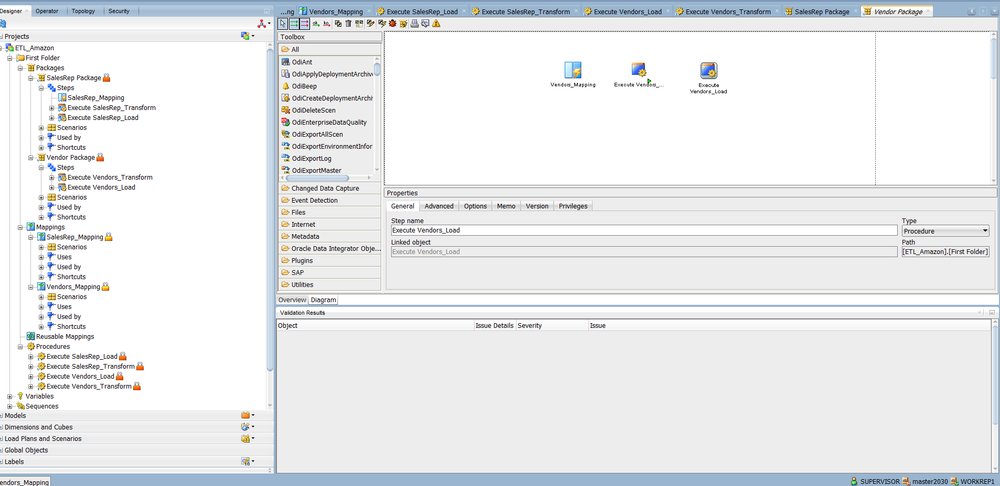 Designer
Operator
Topology
Security
Projects
ETL_Amazon
First Folder
Packages
SalesRep Package
Steps
SalesRep_Mapping
Execute SalesRep_Transform
Execute SalesRep_Load
Scenarios
Used by
Shortcuts
Vendor Package
Steps
Execute Vendors_Transform
Execute Vendors_Load
Scenarios
Used by
Shortcuts
Mappings
SalesRep_Mapping
Scenarios
Uses
Used by
Shortcuts
Vendors_Mapping
Scenarios
Uses
Used by
Shortcuts
Reusable Mappings
Procedures
Execute SalesRep_Load
Execute SalesRep_Transform
Execute Vendors_Load
Execute Vendors_Transform
Variables
Sequences
Models
Dimensions and Cubes
Load Plans and Scenarios
Global Objects
Labels
endors_Mapping
...ng
Vendors_Mapping
Execute SalesRep_Load
Execute SalesRep_Transform
Execute Vendors_Load
Execute Vendors_Transform
SalesRep Package
Vendor Package
ok
ko
Toolbox
All
OdiAnt
OdiApplyDeploymentArchiv
OdiBeep
OdiCreateDeploymentArchi
OdiDeleteScen
OdiEnterpriseDataQuality
OdiExportAllScen
OdiExportEnvironmentInfor
OdiExportLog
OdiExportMaster
Changed Data Capture
Event Detection
Files
Internet
Metadata
Oracle Data Integrator Obje...
Plugins
SAP
Utilities
Vendors_Mapping
Execute Vendors_...
Execute
Vendors_Load
Properties
General
Advanced
Options
Memo
Version
Privileges
Step name
Type
Execute Vendors_Load
Procedure
Linked object
Path
Execute Vendors_Load
[ETL_Amazon].[First Folder]
Overview
Diagram
Validation Results
Object
Issue Details
Severity
Issue
SUPERVISOR
master2030
WORKREP1